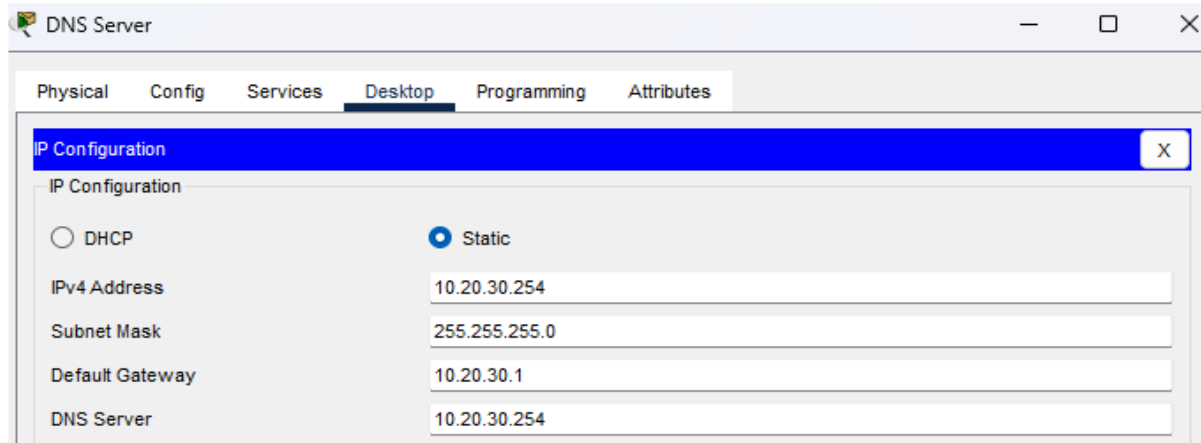 DNS Server
Physical Config Services Desktop Programming Attributes
IP Configuration X
IP Configuration
DHCP Static
IPv4 Address 10.20.30.254
Subnet Mask 255.255.255.0
Default Gateway 10.20.30.1
DNS Server 10.20.30.254